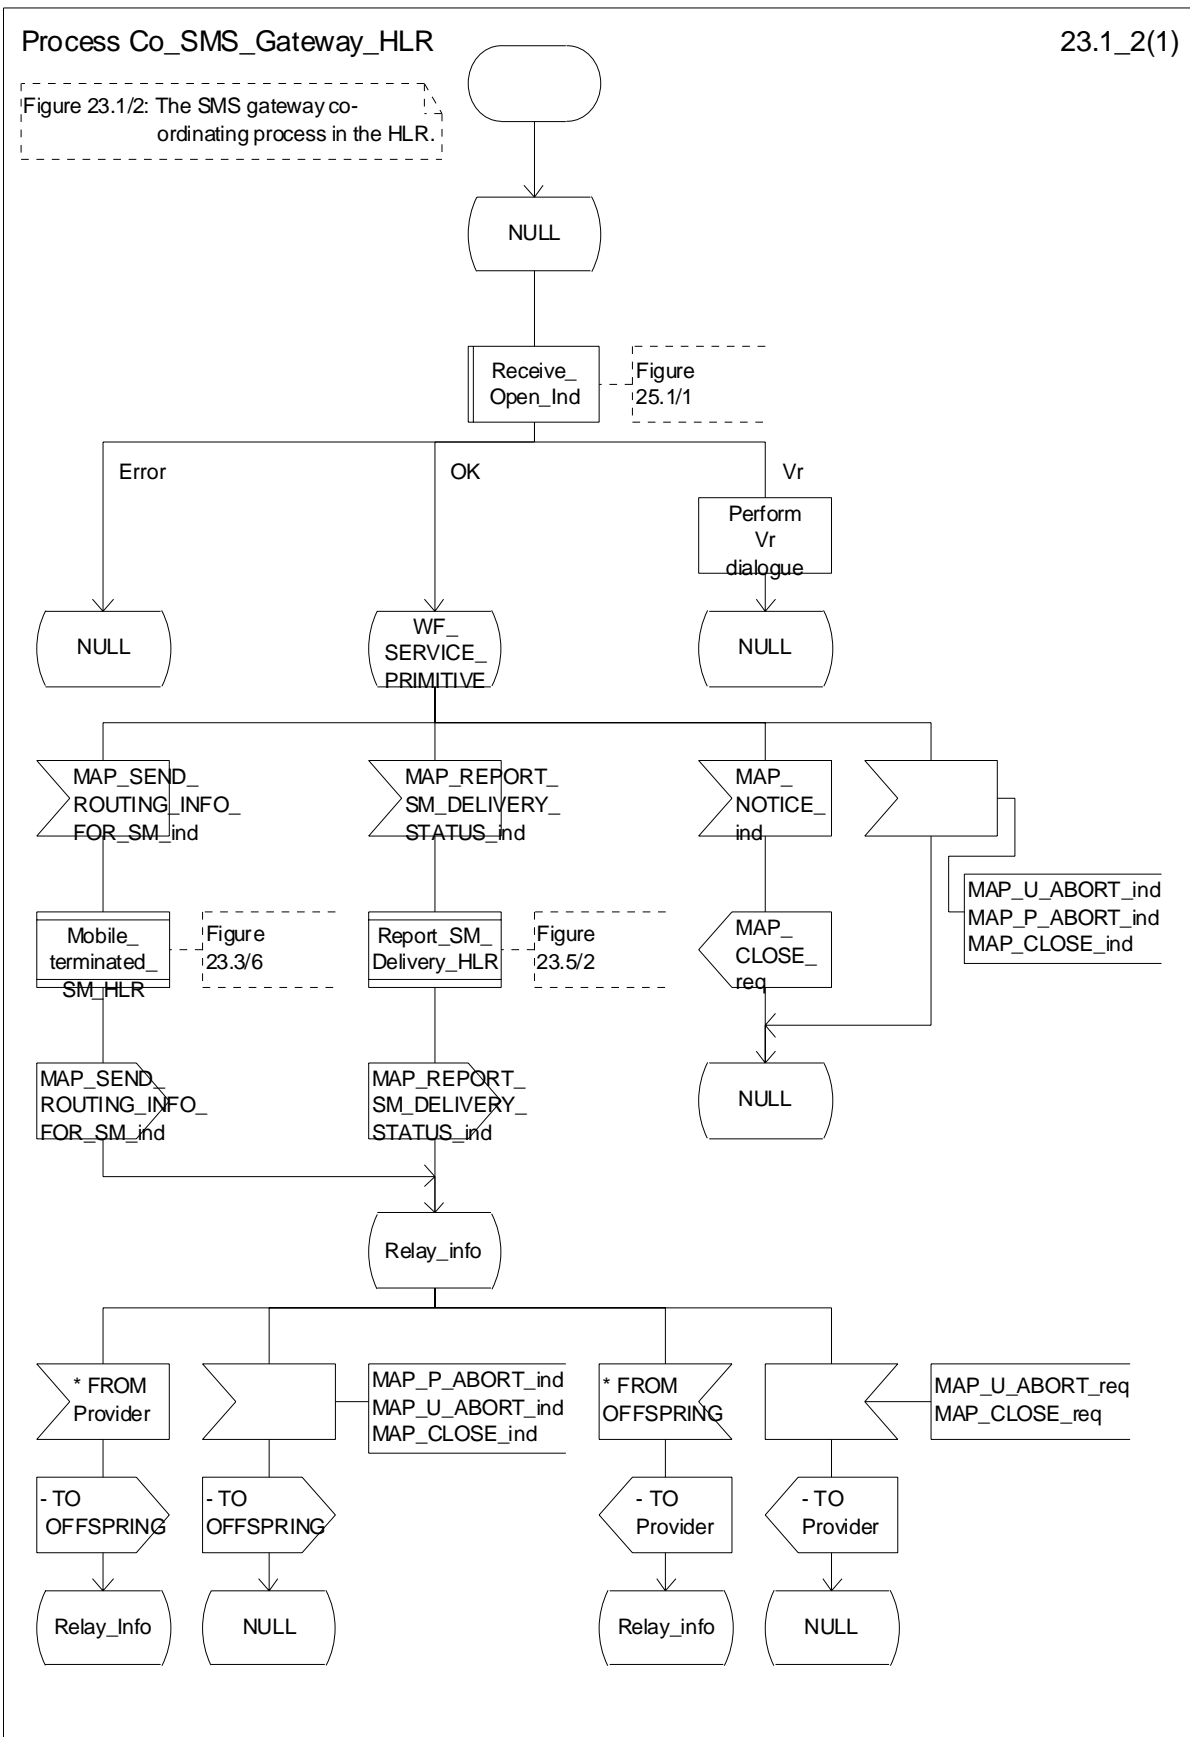 Process Co_SMS_Gateway_HLR
23.1_2(1)
Figure 23.1/2: The SMS gateway co-
ordinating process in the HLR.
NULL
Receive_
Open_Ind
Figure
25.1/1
Error
OK
Vr
Perform
Vr
dialogue
NULL
WF_
SERVICE_
PRIMITIVE
NULL
MAP_SEND_
ROUTING_INFO_
FOR_SM_ind
MAP_REPORT_
SM_DELIVERY_
STATUS_ind
MAP_
NOTICE_
ind
MAP_U_ABORT_ind
MAP_P_ABORT_ind
MAP_CLOSE_ind
Mobile_
terminated_
SM_HLR
Figure
23.3/6
Report_SM_
Delivery_HLR
Figure
23.5/2
MAP_
CLOSE_
req
MAP_SEND_
ROUTING_INFO_
FOR_SM_ind
MAP_REPORT_
SM_DELIVERY_
STATUS_ind
NULL
Relay_info
* FROM
Provider
MAP_P_ABORT_ind
MAP_U_ABORT_ind
MAP_CLOSE_ind
* FROM
OFFSPRING
MAP_U_ABORT_req
MAP_CLOSE_req
- TO
OFFSPRING
- TO
OFFSPRING
- TO
Provider
- TO
Provider
Relay_Info
NULL
Relay_info
NULL